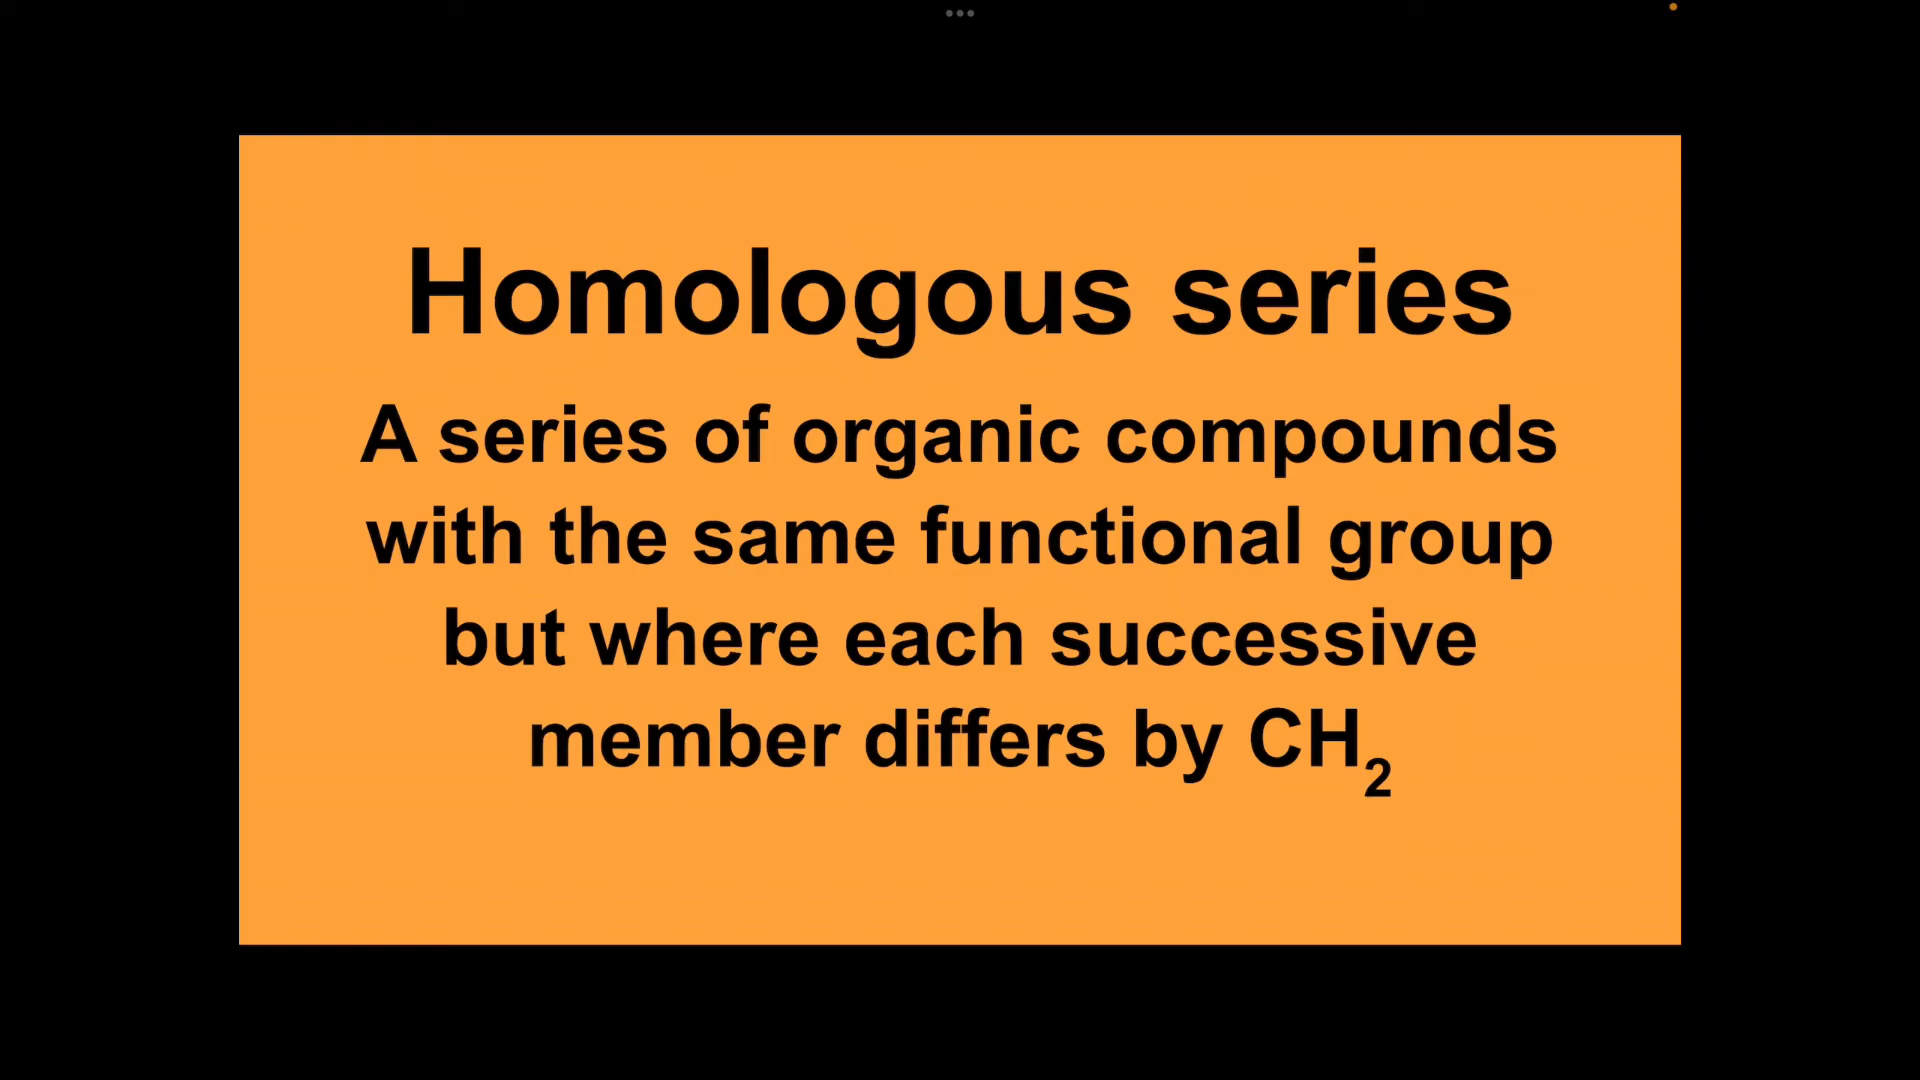 Homologous series
A series of organic compounds
with the same functional group
but where each successive
member differs by CH₂